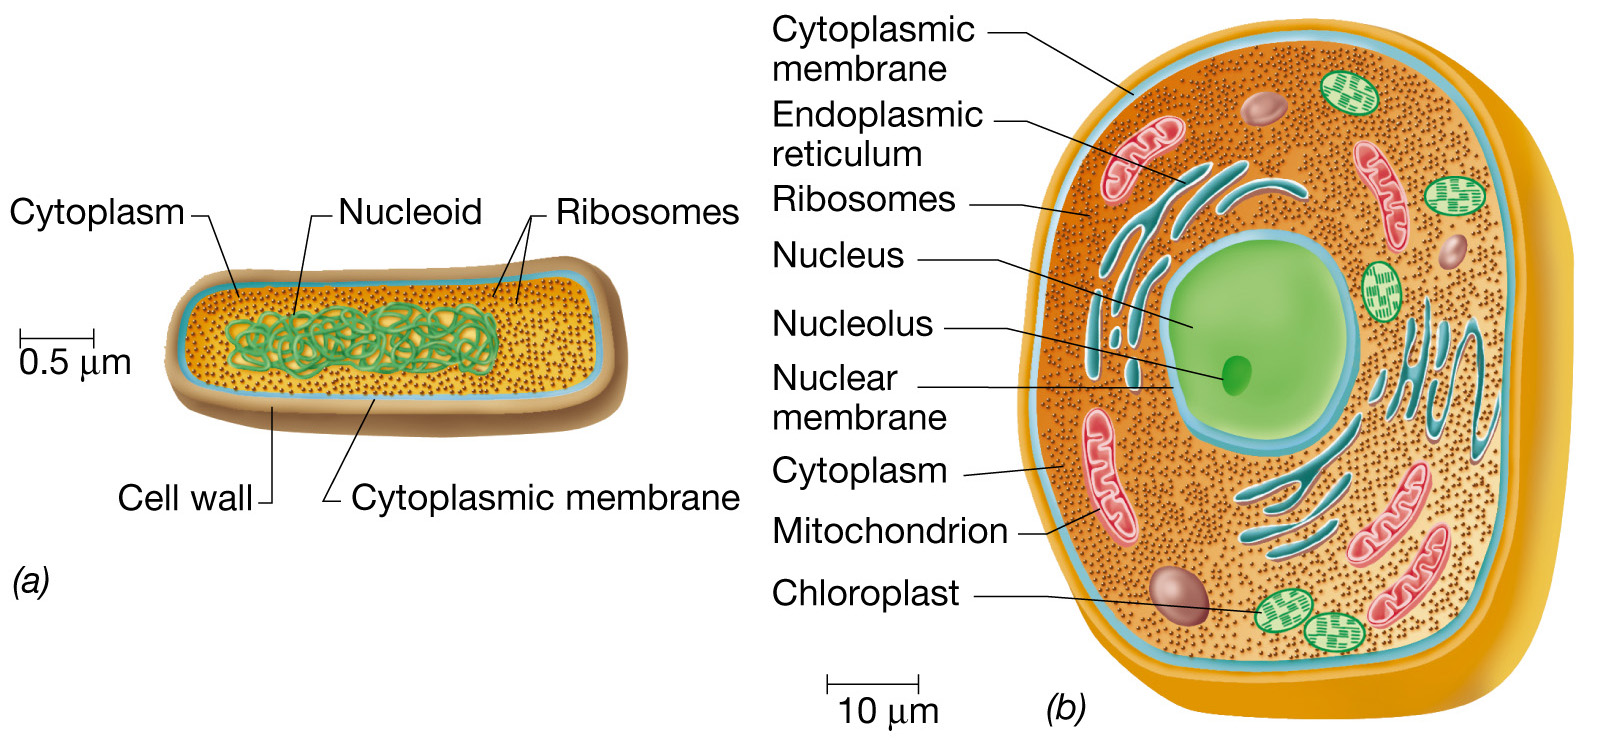 Cytoplasm
Nucleoid
Ribosomes
0.5 μm
Cell wall
Cytoplasmic membrane
(a)
Cytoplasmic
membrane
Endoplasmic
reticulum
Ribosomes
Nucleus
Nucleolus
Nuclear
membrane
Cytoplasm
Mitochondrion
Chloroplast
10 μm
(b)